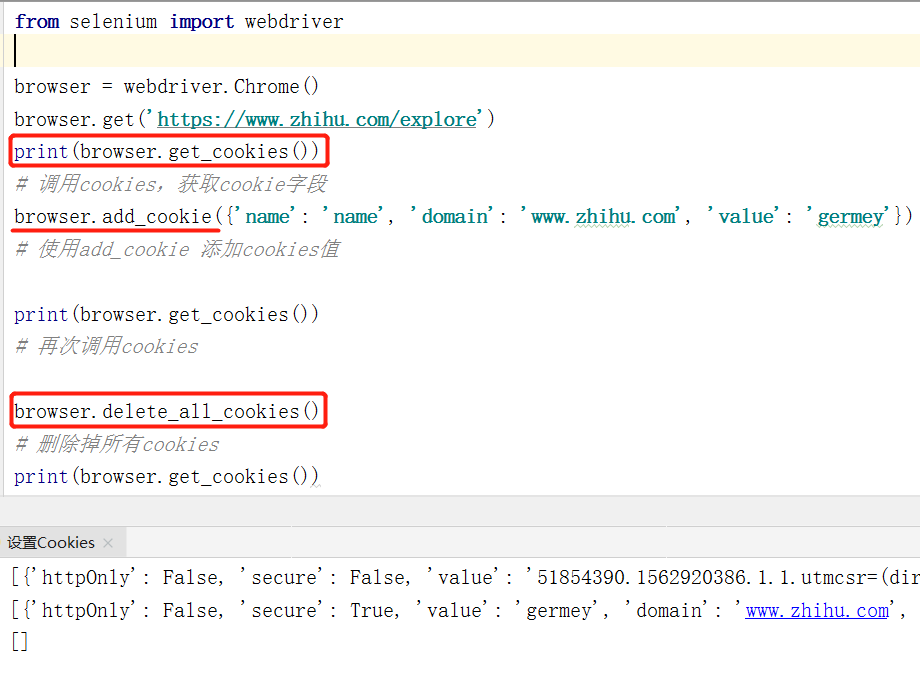 from selenium import webdriver
browser = webdriver.Chrome()
browser.get('https://www.zhihu.com/explore')
print(browser.get_cookies())
# 调用cookies，获取cookie字段
browser.add_cookie({'name': 'name', 'domain': 'www.zhihu.com', 'value': 'germey'})
# 使用add_cookie 添加cookies值
print(browser.get_cookies())
# 再次调用cookies
browser.delete_all_cookies()
# 删除掉所有cookies
print(browser.get_cookies())
设置Cookies ×
[{'httpOnly': False, 'secure': False, 'value': '51854390.1562920386.1.1.utmcsr=(dir
[{'httpOnly': False, 'secure': True, 'value': 'germey', 'domain': 'www.zhihu.com',
[]